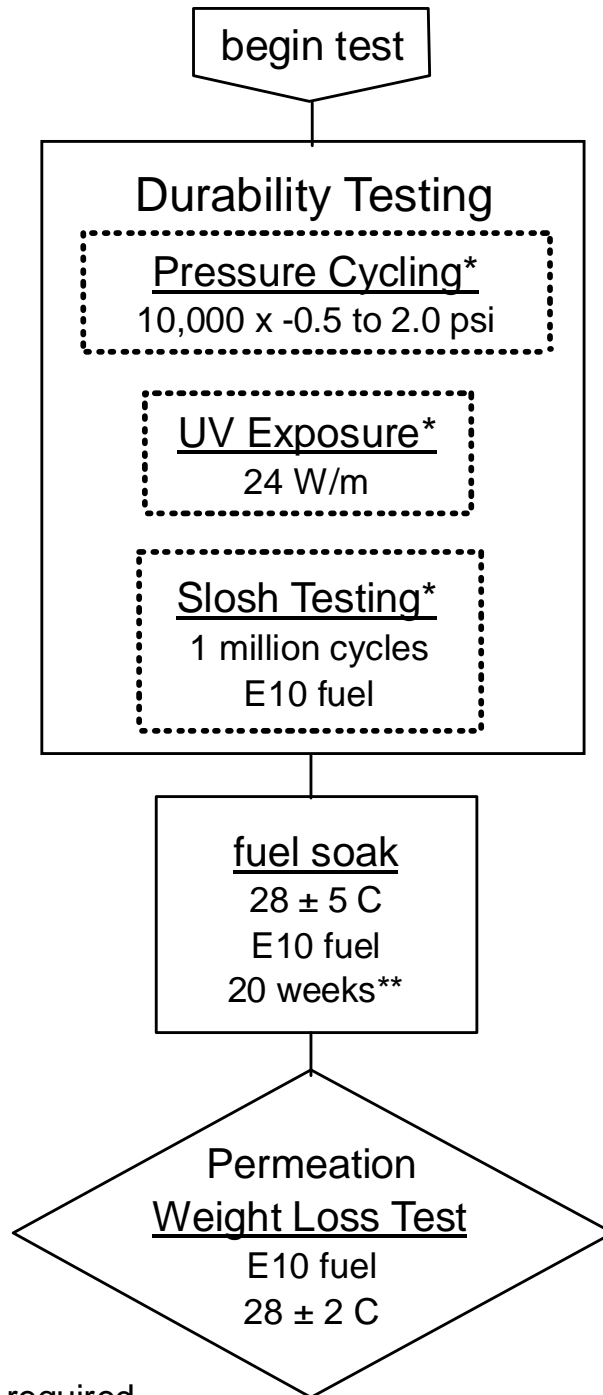 begin test
Durability Testing
Pressure Cycling*
10,000 x -0.5 to 2.0 psi
UV Exposure*
24 W/m
Slosh Testing*
1 million cycles
E10 fuel
fuel soak
28 ± 5 C
E10 fuel
20 weeks**
Permeation
Weight Loss Test
E10 fuel
28 ± 2 C
required